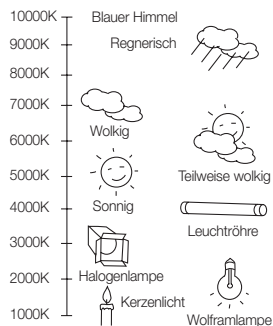 10000K
Blauer Himmel
9000K
Regnerisch
8000K
7000K
Wolkig
6000K
Teilweise wolkig
5000K
Sonnig
4000K
Leuchtröhre
3000K
Halogenlampe
2000K
Kerzenlicht
1000K
Wolframlampe